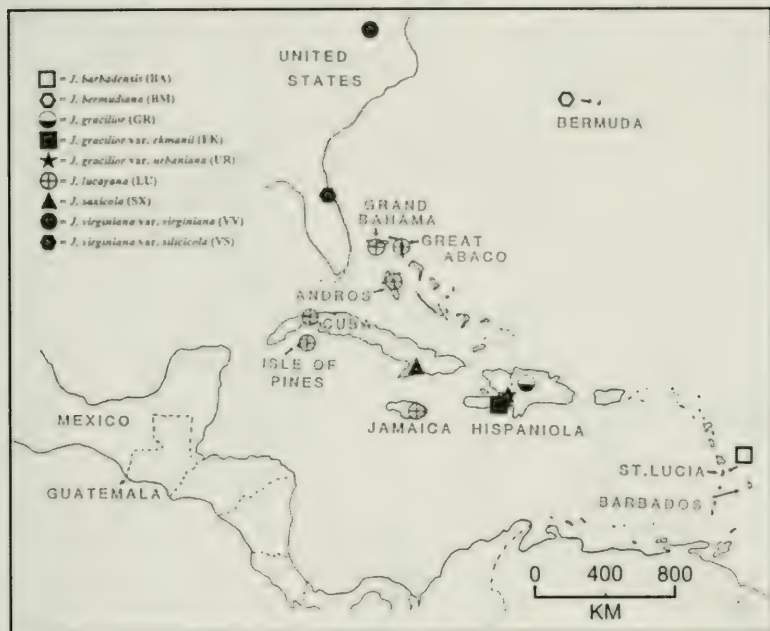 = J. barbadensis (BA)
= J. bermudiana (BM)
= J. gracilior (GR)
= J. gracilior var. ekmanii (EK)
= J. gracilior var. urbaniana (UR)
= J. lucayana (LU)
= J. saxicola (SX)
= J. virginiana var. virginiana (VV)
= J. virginiana var. silicicola (VS)
UNITED
STATES
BERMUDA
GRAND
BAHAMA
GREAT
ABACO
ANDROS
CUBA
ISLE OF
PINES
MEXICO
JAMAICA
HISPANIOLA
GUATEMALA
ST.LUCIA
BARBADOS
0 400 800
KM